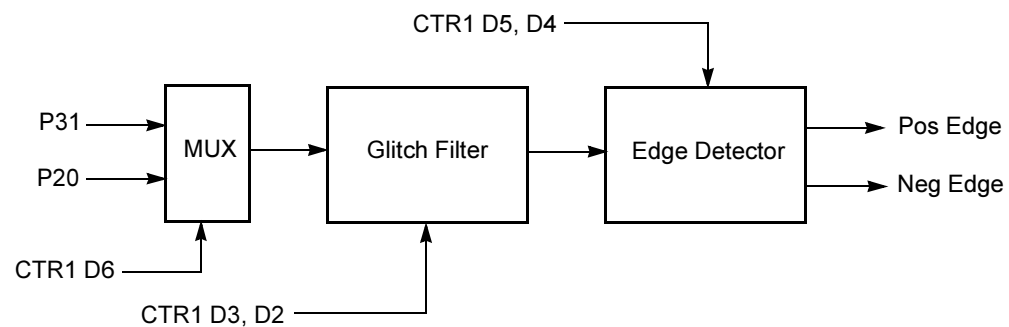 CTR1 D5, D4
P31
P20
MUX
Glitch Filter
Edge Detector
Pos Edge
Neg Edge
CTR1 D6
CTR1 D3, D2